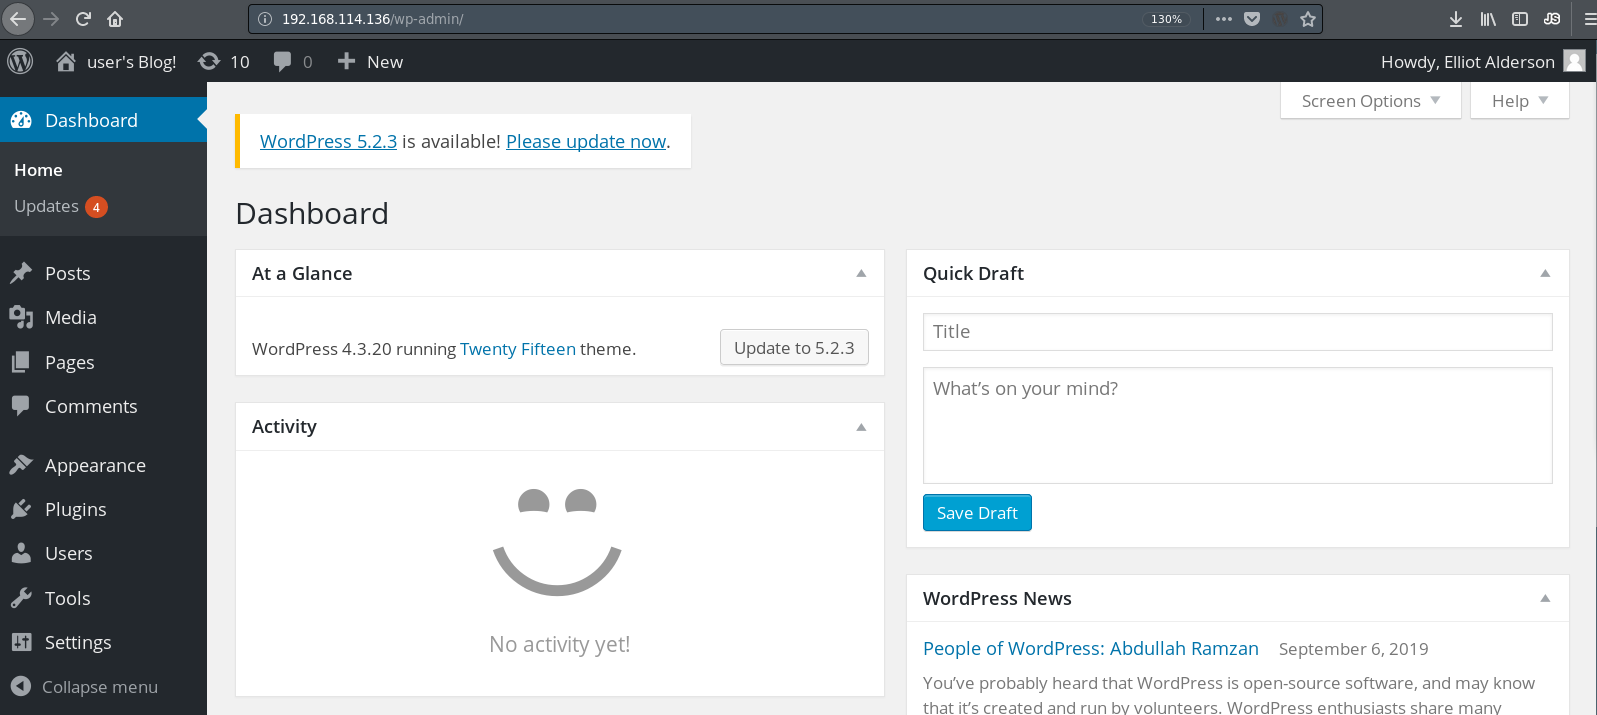 192.168.114.136/wp-admin/
130%
JS
user's Blog!
10
0
New
Howdy, Elliot Alderson
Dashboard
Home
Updates 4
Posts
Media
Pages
Comments
Appearance
Plugins
Users
Tools
Settings
Collapse menu
Screen Options
Help
WordPress 5.2.3 is available! Please update now.
Dashboard
At a Glance
WordPress 4.3.20 running Twenty Fifteen theme.
Update to 5.2.3
Activity
No activity yet!
Quick Draft
Title
What’s on your mind?
Save Draft
WordPress News
People of WordPress: Abdullah Ramzan September 6, 2019
You’ve probably heard that WordPress is open-source software, and may know
that it’s created and run by volunteers. WordPress enthusiasts share many